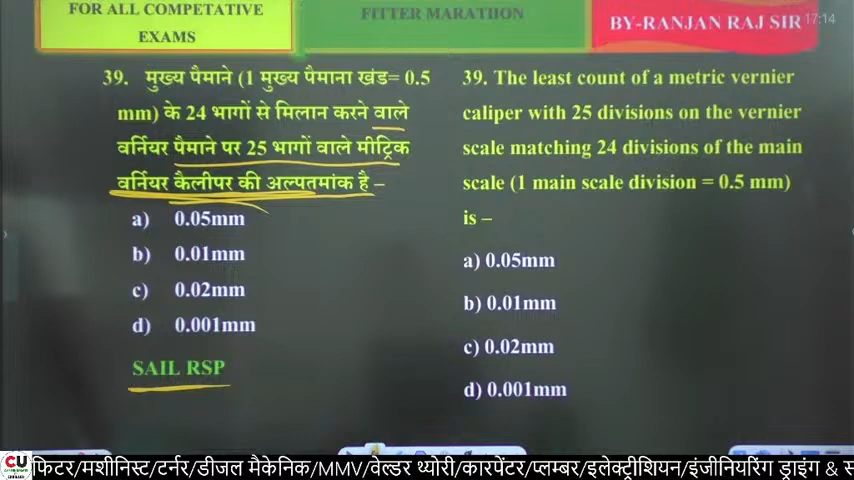 FOR ALL COMPETATIVE
EXAMS
FITTER MARATHON
BY-RANJAN RAJ SIR
17:14
39. मुख्य पैमाने (1 मुख्य पैमाना खंड= 0.5
mm) के 24 भागों से मिलान करने वाले
वर्नियर पैमाने पर 25 भागों वाले मीट्रिक
वर्नियर कैलीपर की अल्पतमांक है –
a) 0.05mm
b) 0.01mm
c) 0.02mm
d) 0.001mm
SAIL RSP
39. The least count of a metric vernier
caliper with 25 divisions on the vernier
scale matching 24 divisions of the main
scale (1 main scale division = 0.5 mm)
is –
a) 0.05mm
b) 0.01mm
c) 0.02mm
d) 0.001mm
CU
फिटर/मशीनिस्ट/टर्नर/डीजल मैकेनिक/MMV/वेल्डर थ्योरी/कारपेंटर/प्लम्बर/इलेक्ट्रीशियन/इंजीनियरिंग ड्राइंग &